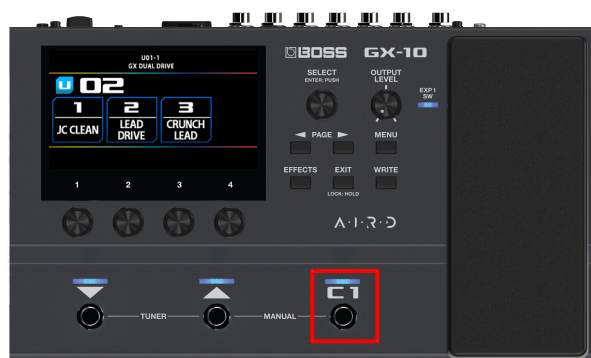 U01-1
GX DUAL DRIVE
U 02
1 2 3
JC CLEAN LEAD DRIVE CRUNCH LEAD
1 2 3 4
BOSS GX-10
SELECT
ENTER: PUSH
OUTPUT
LEVEL
EXP 1
SW
◀ PAGE ▶ MENU
EFFECTS EXIT WRITE
LOCK: HOLD
A·I·R·D
▼ ▲ C1
TUNER MANUAL